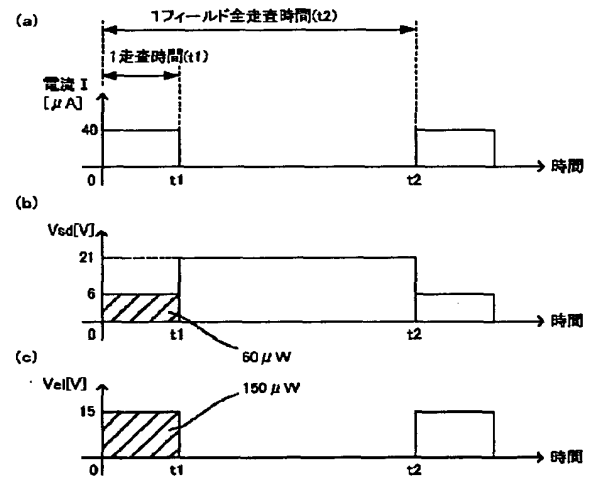 (a)
1フィールド全走査時間(t2)
1走査時間(t1)
電流 I
[μA]
40
0
t1
t2
時間
(b)
Vsd[V]
21
6
0
t1
t2
時間
60μW
(c)
Vel[V]
150μW
15
0
t1
t2
時間